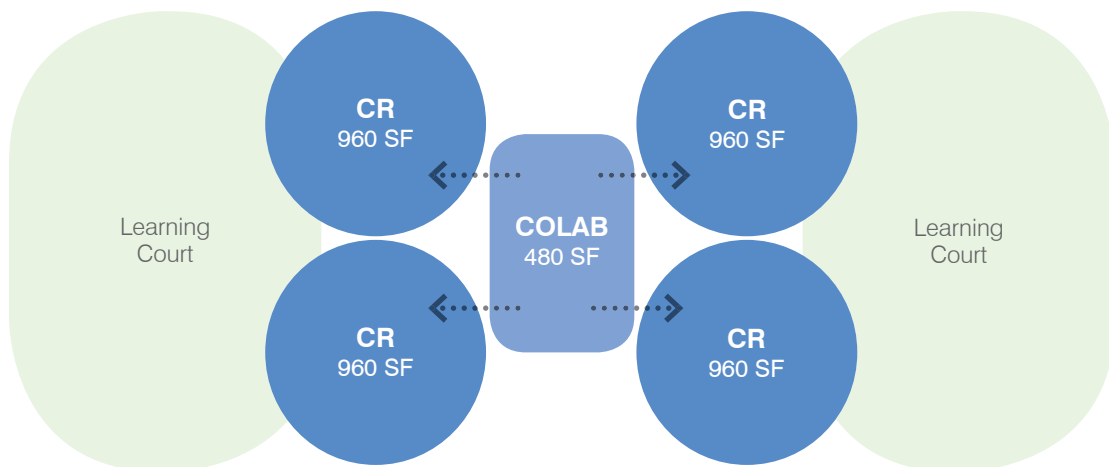 CR
960 SF
CR
960 SF
Learning
Court
COLAB
480 SF
Learning
Court
CR
960 SF
CR
960 SF